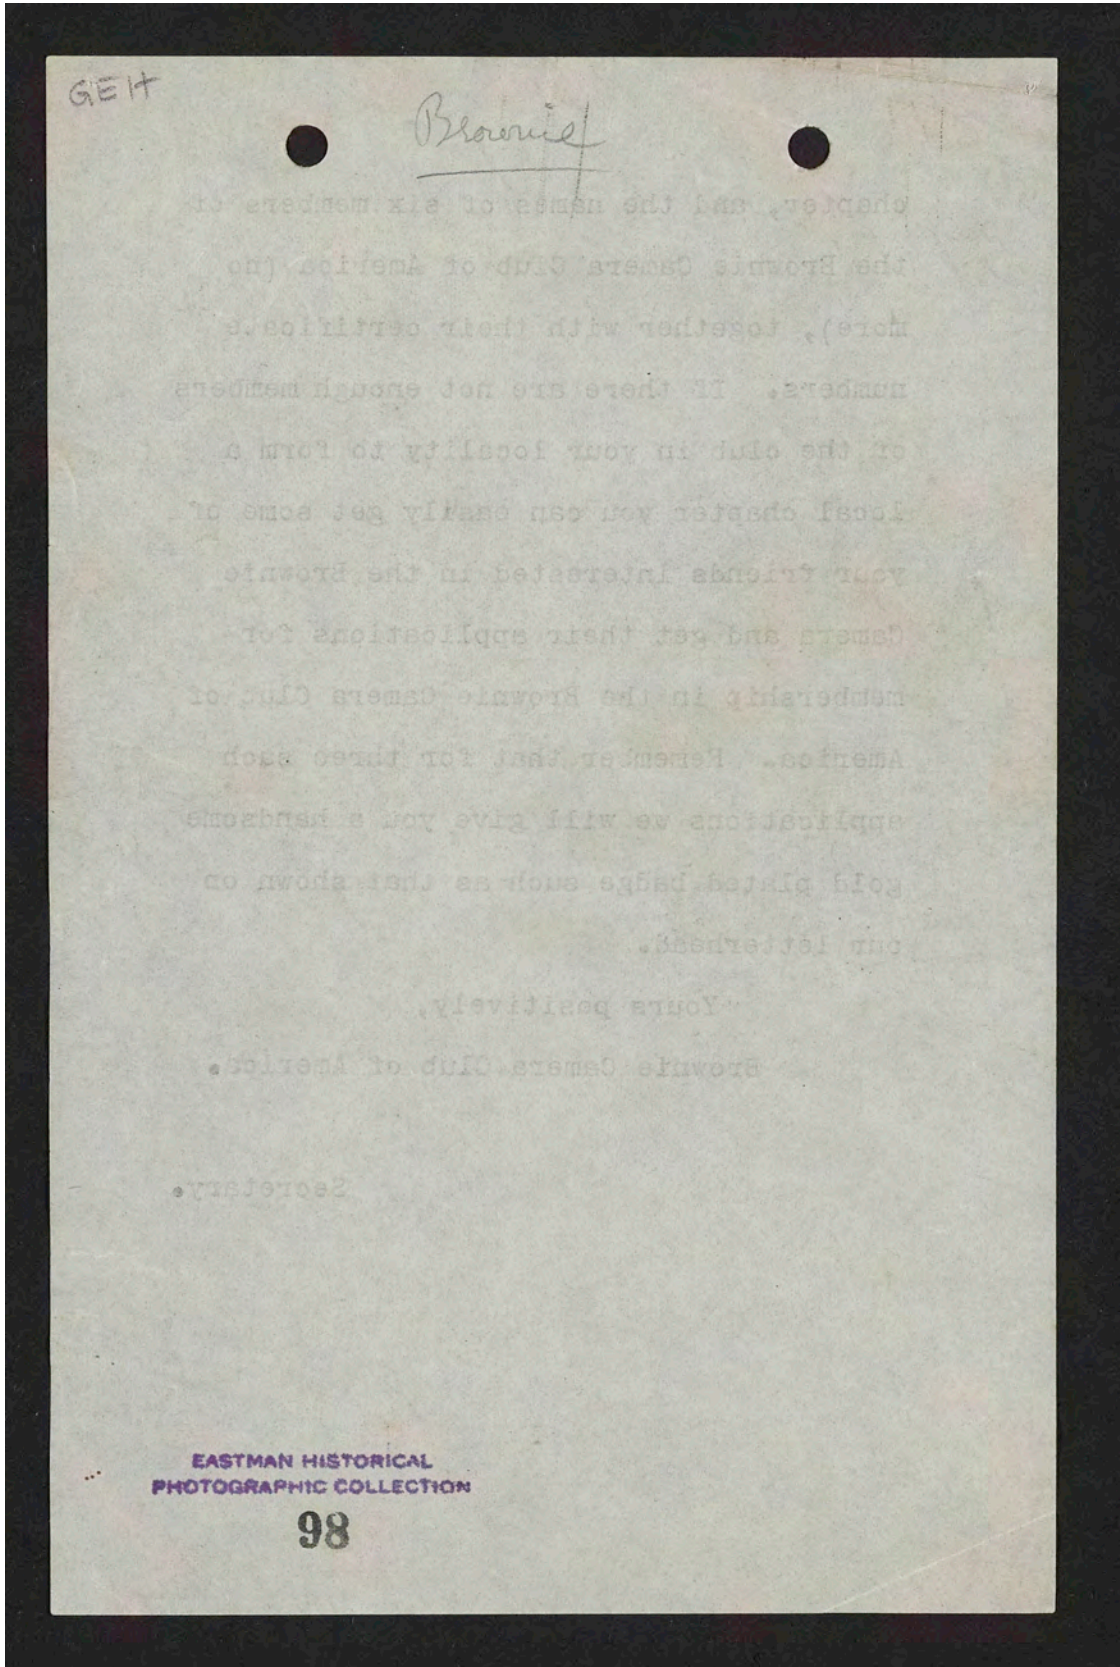 GEH
Brownie
chapter, and the names of six members of
the Brownie Camera Club of America (no
more), together with their certificate
numbers. If there are not enough members
of the club in your locality to form a
local chapter you can easily get some of
your friends interested in the Brownie
Camera and get their applications for
membership in the Brownie Camera Club of
America. Remember that for three such
applications we will give you a handsome
gold plated badge such as that shown on
our letterhead.
Yours positively,
Brownie Camera Club of America.
Secretary.
EASTMAN HISTORICAL
PHOTOGRAPHIC COLLECTION
98